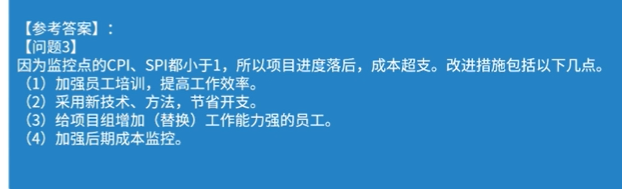 【参考答案】：
【问题3】
因为监控点的CPI、SPI都小于1，所以项目进度落后，成本超支。改进措施包括以下几点。
（1）加强员工培训，提高工作效率。
（2）采用新技术、方法，节省开支。
（3）给项目组增加（替换）工作能力强的员工。
（4）加强后期成本监控。